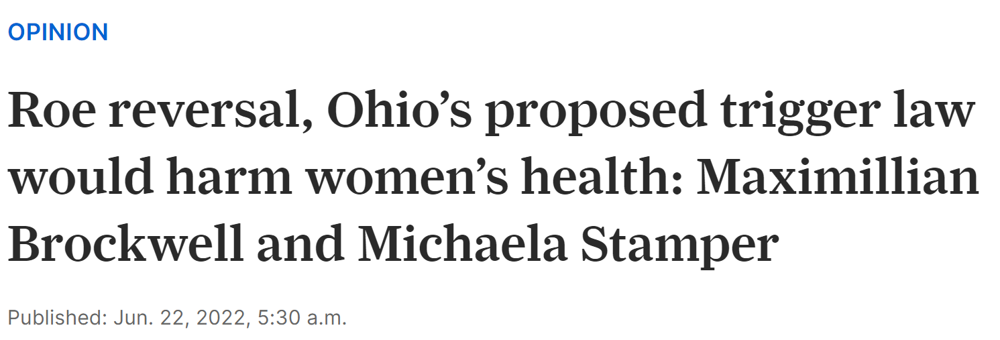 OPINION
Roe reversal, Ohio’s proposed trigger law
would harm women’s health: Maximillian
Brockwell and Michaela Stamper
Published: Jun. 22, 2022, 5:30 a.m.